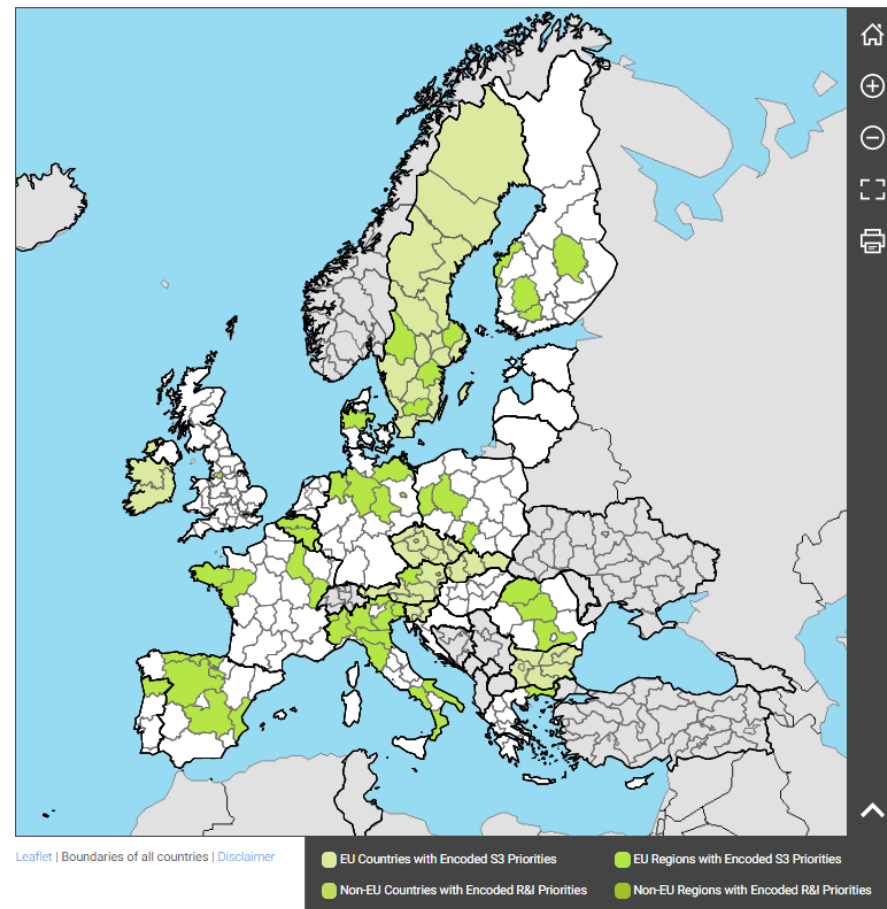 Leaflet | Boundaries of all countries | Disclaimer
EU Countries with Encoded S3 Priorities
EU Regions with Encoded S3 Priorities
Non-EU Countries with Encoded R&I Priorities
Non-EU Regions with Encoded R&I Priorities